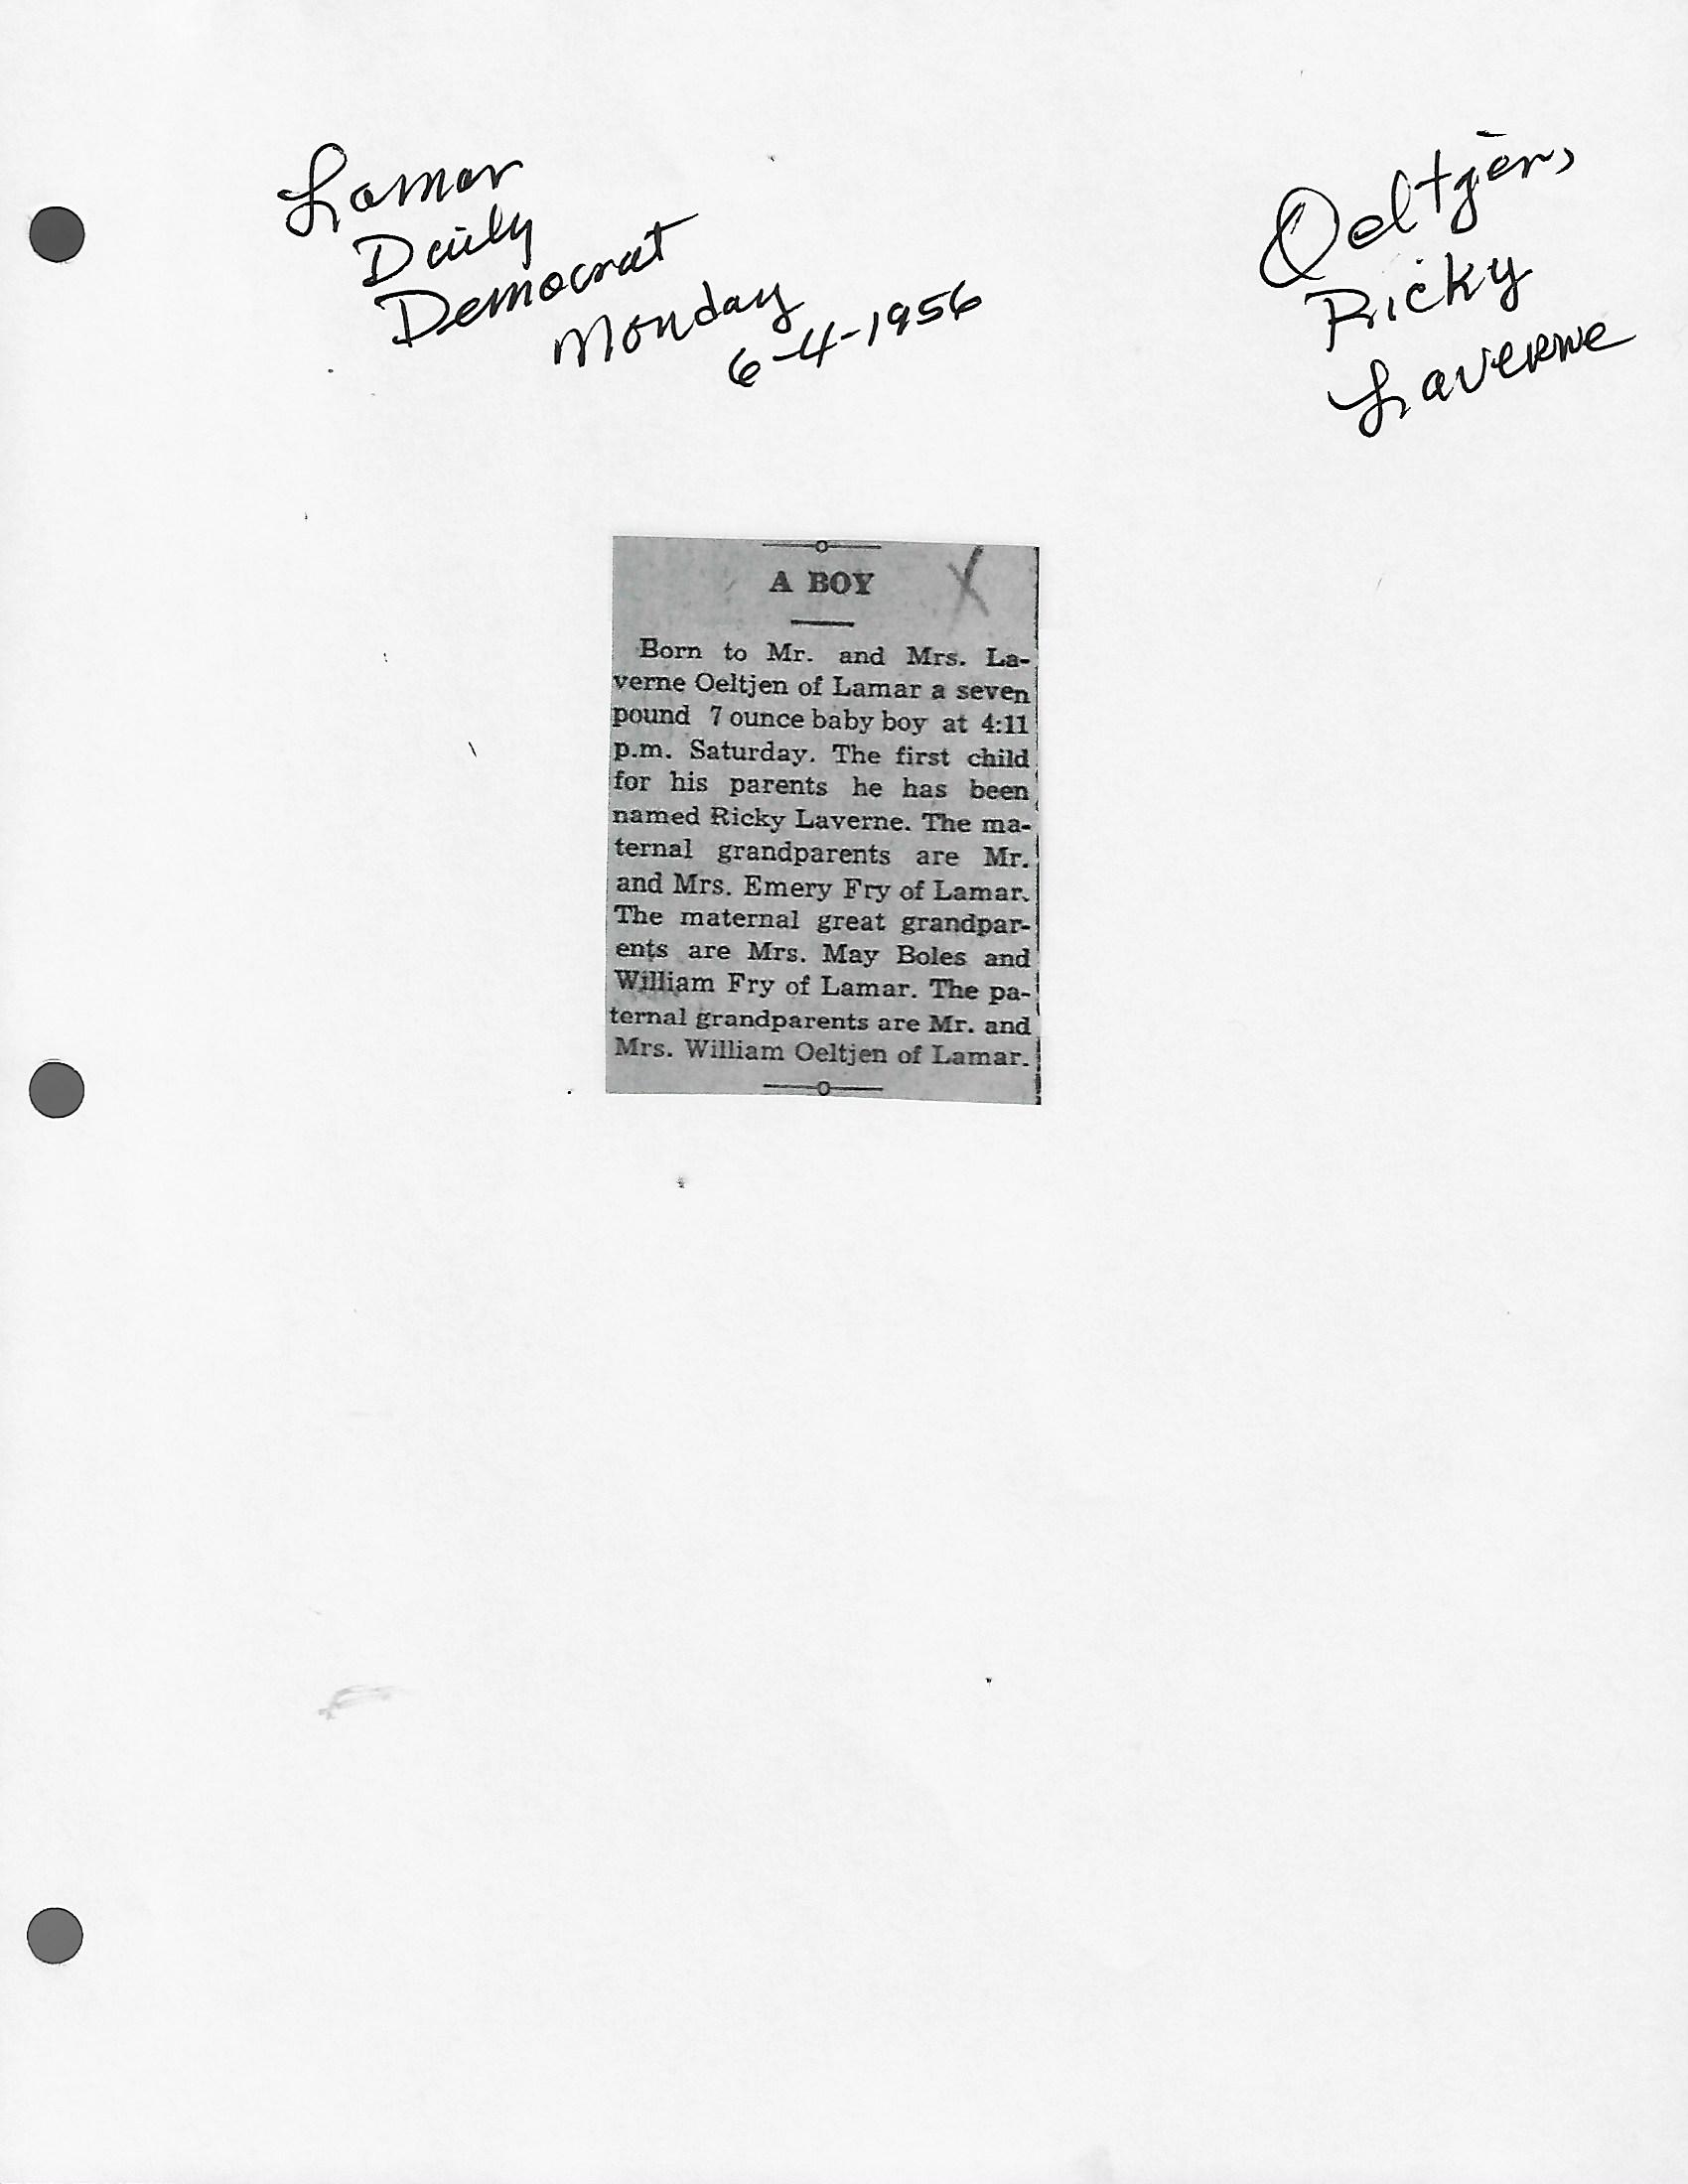 Lamar
Daily
Democrat
Monday
6-4-1956
Oeltjen,
Ricky
Laverne
A BOY
X
Born to Mr. and Mrs. La-
verne Oeltjen of Lamar a seven
pound 7 ounce baby boy at 4:11
p.m. Saturday. The first child
for his parents he has been
named Ricky Laverne. The ma-
ternal grandparents are Mr.
and Mrs. Emery Fry of Lamar.
The maternal great grandpar-
ents are Mrs. May Boles and
William Fry of Lamar. The pa-
ternal grandparents are Mr. and
Mrs. William Oeltjen of Lamar.